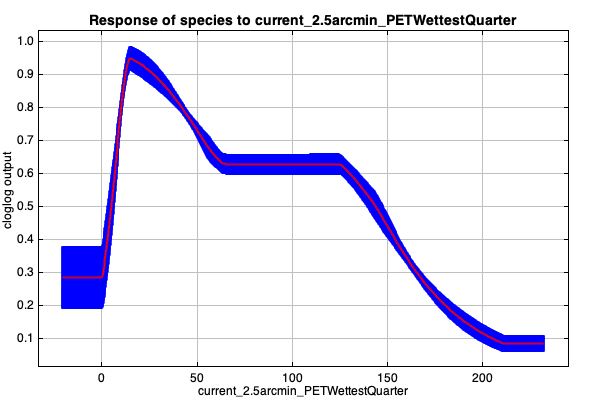 Response of species to current_2.5arcmin_PETWettestQuarter
1.0
0.9
0.8
0.7
0.6
0.5
0.4
0.3
0.2
0.1
cloglog output
0 50 100 150 200
current_2.5arcmin_PETWettestQuarter